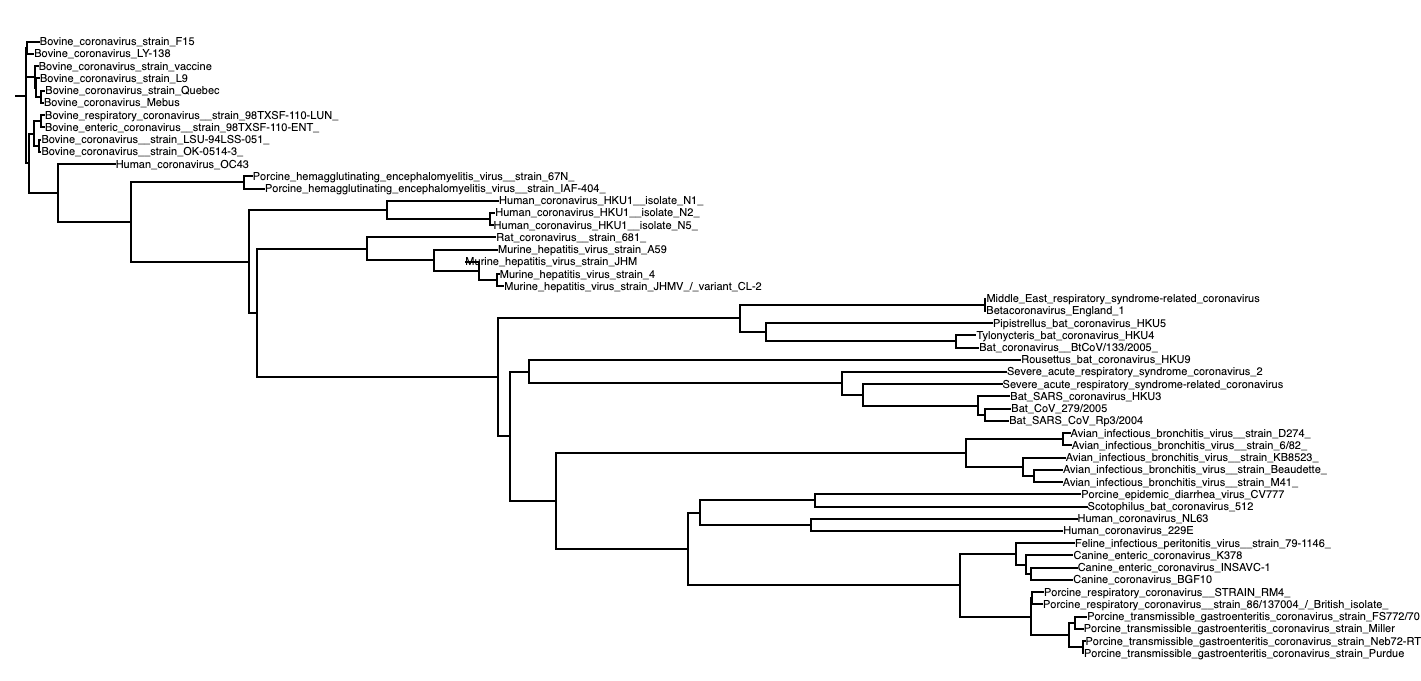 Bovine_coronavirus_strain_F15
Bovine_coronavirus_LY-138
Bovine_coronavirus_strain_vaccine
Bovine_coronavirus_strain_L9
Bovine_coronavirus_strain_Quebec
Bovine_coronavirus_Mebus
Bovine_respiratory_coronavirus__strain_98TXSF-110-LUN_
Bovine_enteric_coronavirus__strain_98TXSF-110-ENT_
Bovine_coronavirus__strain_LSU-94LSS-051_
Bovine_coronavirus__strain_OK-0514-3_
Human_coronavirus_OC43
Porcine_hemagglutinating_encephalomyelitis_virus__strain_67N_
Porcine_hemagglutinating_encephalomyelitis_virus__strain_IAF-404_
Human_coronavirus_HKU1__isolate_N1_
Human_coronavirus_HKU1__isolate_N2_
Human_coronavirus_HKU1__isolate_N5_
Rat_coronavirus__strain_681_
Murine_hepatitis_virus_strain_A59
Murine_hepatitis_virus_strain_JHM
Murine_hepatitis_virus_strain_4
Murine_hepatitis_virus_strain_JHMV_/_variant_CL-2
Middle_East_respiratory_syndrome-related_coronavirus
Betacoronavirus_England_1
Pipistrellus_bat_coronavirus_HKU5
Tylonycteris_bat_coronavirus_HKU4
Bat_coronavirus__BtCoV/133/2005_
Rousettus_bat_coronavirus_HKU9
Severe_acute_respiratory_syndrome_coronavirus_2
Severe_acute_respiratory_syndrome-related_coronavirus
Bat_SARS_coronavirus_HKU3
Bat_CoV_279/2005
Bat_SARS_CoV_Rp3/2004
Avian_infectious_bronchitis_virus__strain_D274_
Avian_infectious_bronchitis_virus__strain_6/82_
Avian_infectious_bronchitis_virus__strain_KB8523_
Avian_infectious_bronchitis_virus__strain_Beaudette_
Avian_infectious_bronchitis_virus__strain_M41_
Porcine_epidemic_diarrhea_virus_CV777
Scotophilus_bat_coronavirus_512
Human_coronavirus_NL63
Human_coronavirus_229E
Feline_infectious_peritonitis_virus__strain_79-1146_
Canine_enteric_coronavirus_K378
Canine_enteric_coronavirus_INSAVC-1
Canine_coronavirus_BGF10
Porcine_respiratory_coronavirus__STRAIN_RM4_
Porcine_respiratory_coronavirus__strain_86/137004_/_British_isolate_
Porcine_transmissible_gastroenteritis_coronavirus_strain_FS772/70
Porcine_transmissible_gastroenteritis_coronavirus_strain_Miller
Porcine_transmissible_gastroenteritis_coronavirus_strain_Neb72-RT
Porcine_transmissible_gastroenteritis_coronavirus_strain_Purdue